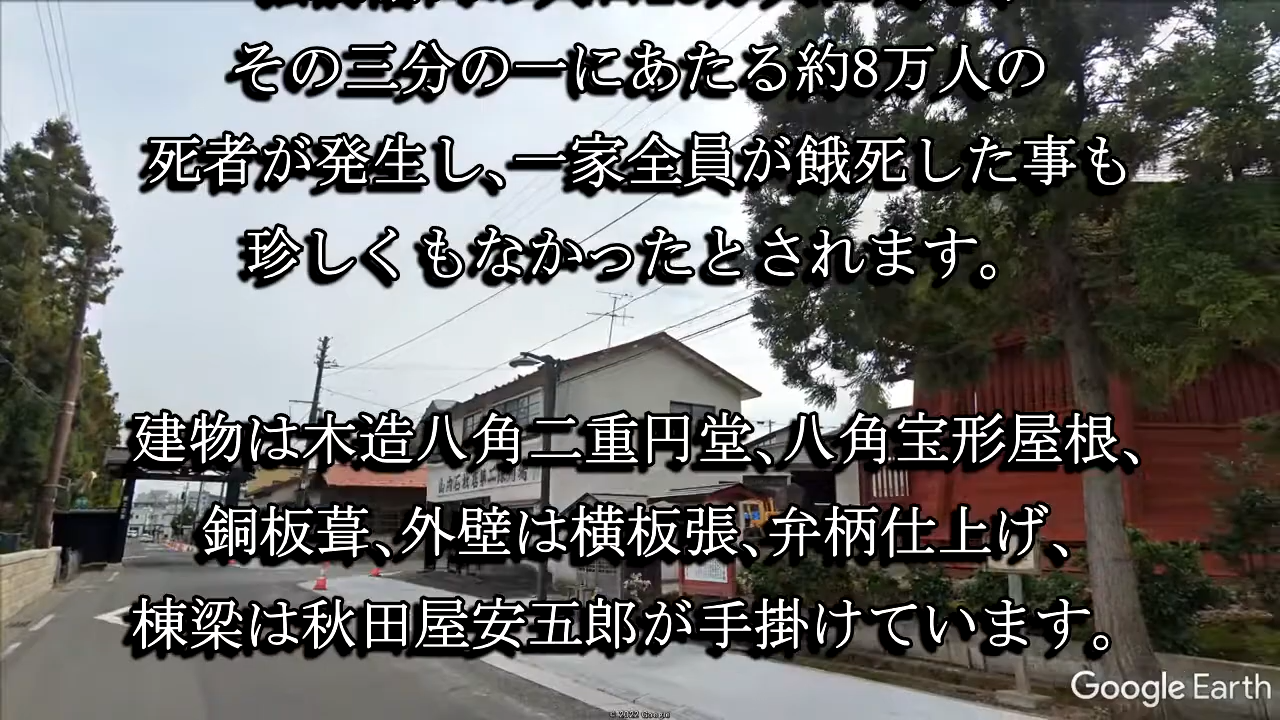 その三分の一にあたる約8万人の
死者が発生し、一家全員が餓死した事も
珍しくもなかったとされます。
建物は木造八角二重円堂、八角宝形屋根、
銅板葺、外壁は横板張、弁柄仕上げ、
棟梁は秋田屋安五郎が手掛けています。
Google Earth
© 2022 Google